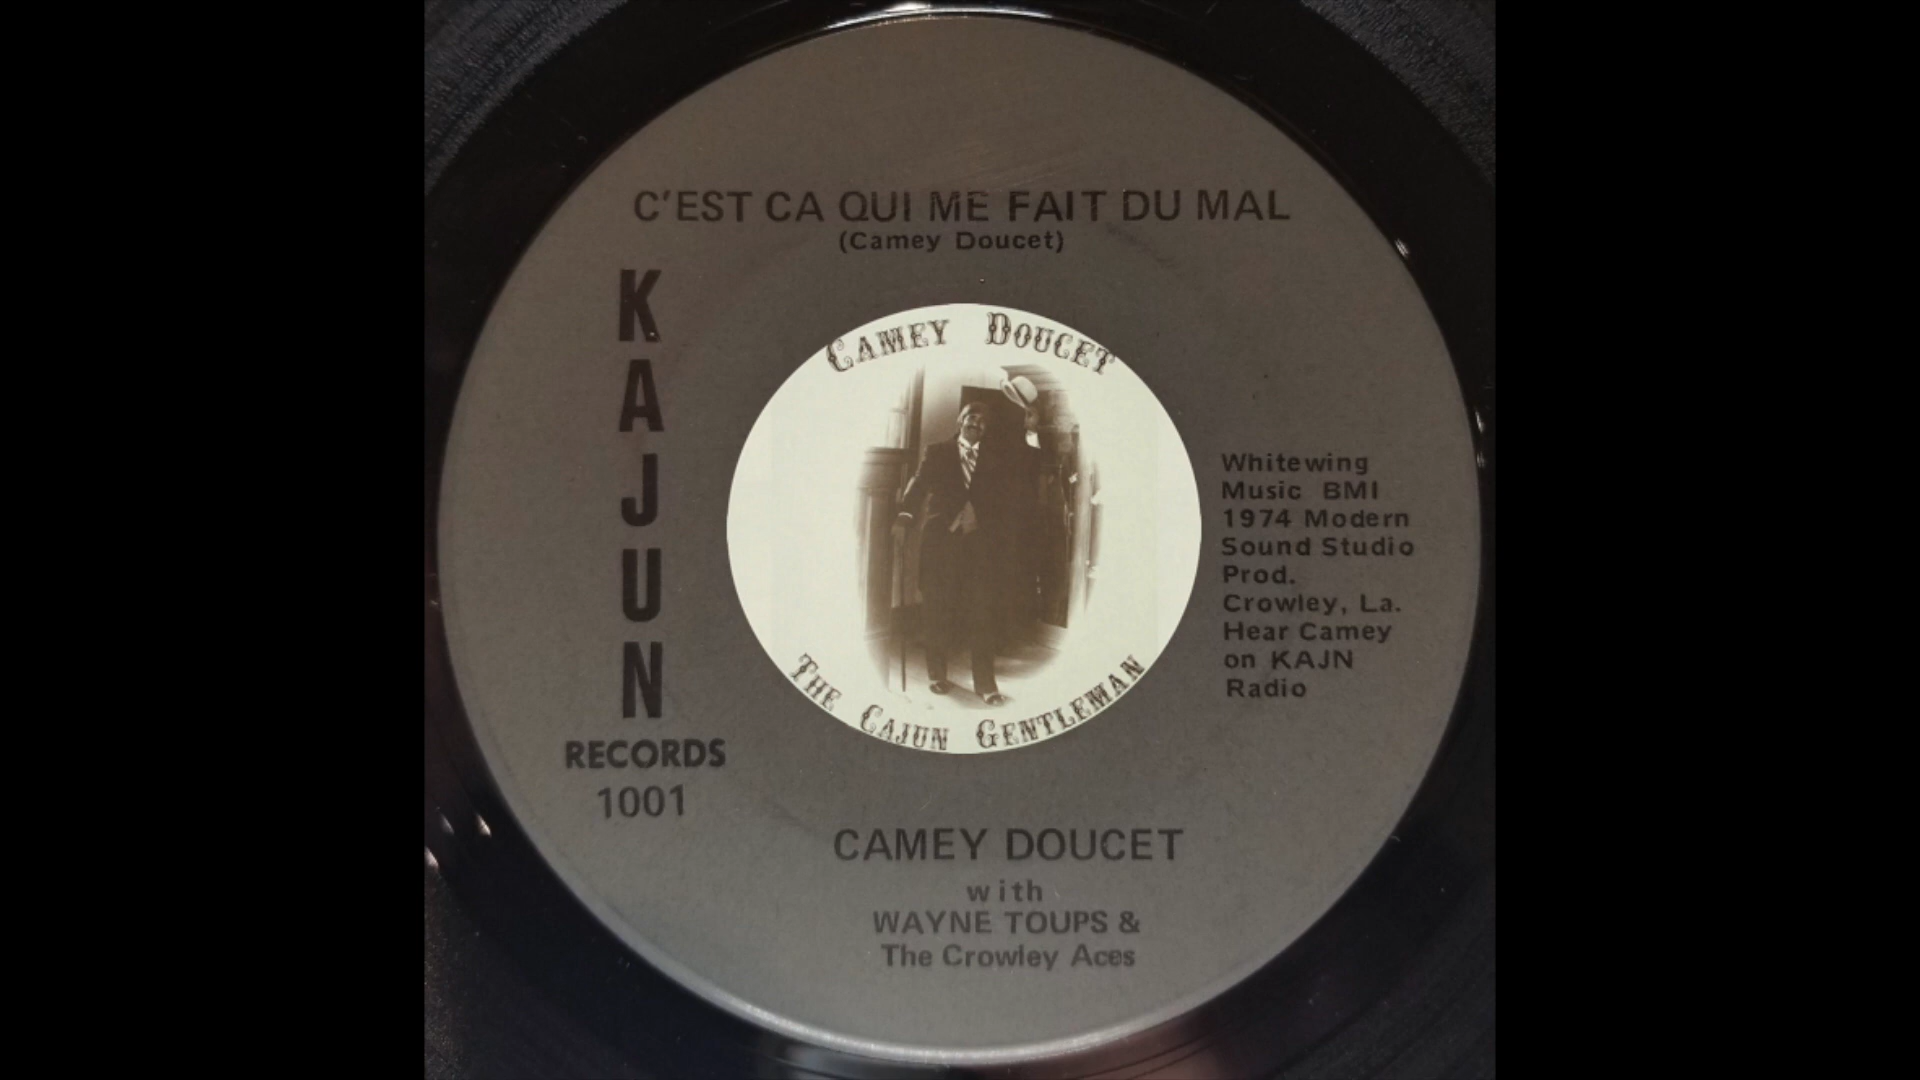 C'EST CA QUI ME FAIT DU MAL
(Camey Doucet)
KAJUN
RECORDS
1001
CAMEY DOUCET
THE CAJUN GENTLEMAN
Whitewing
Music BMI
1974 Modern
Sound Studio
Prod.
Crowley, La.
Hear Camey
on KAJN
Radio
CAMEY DOUCET
with
WAYNE TOUPS &
The Crowley Aces